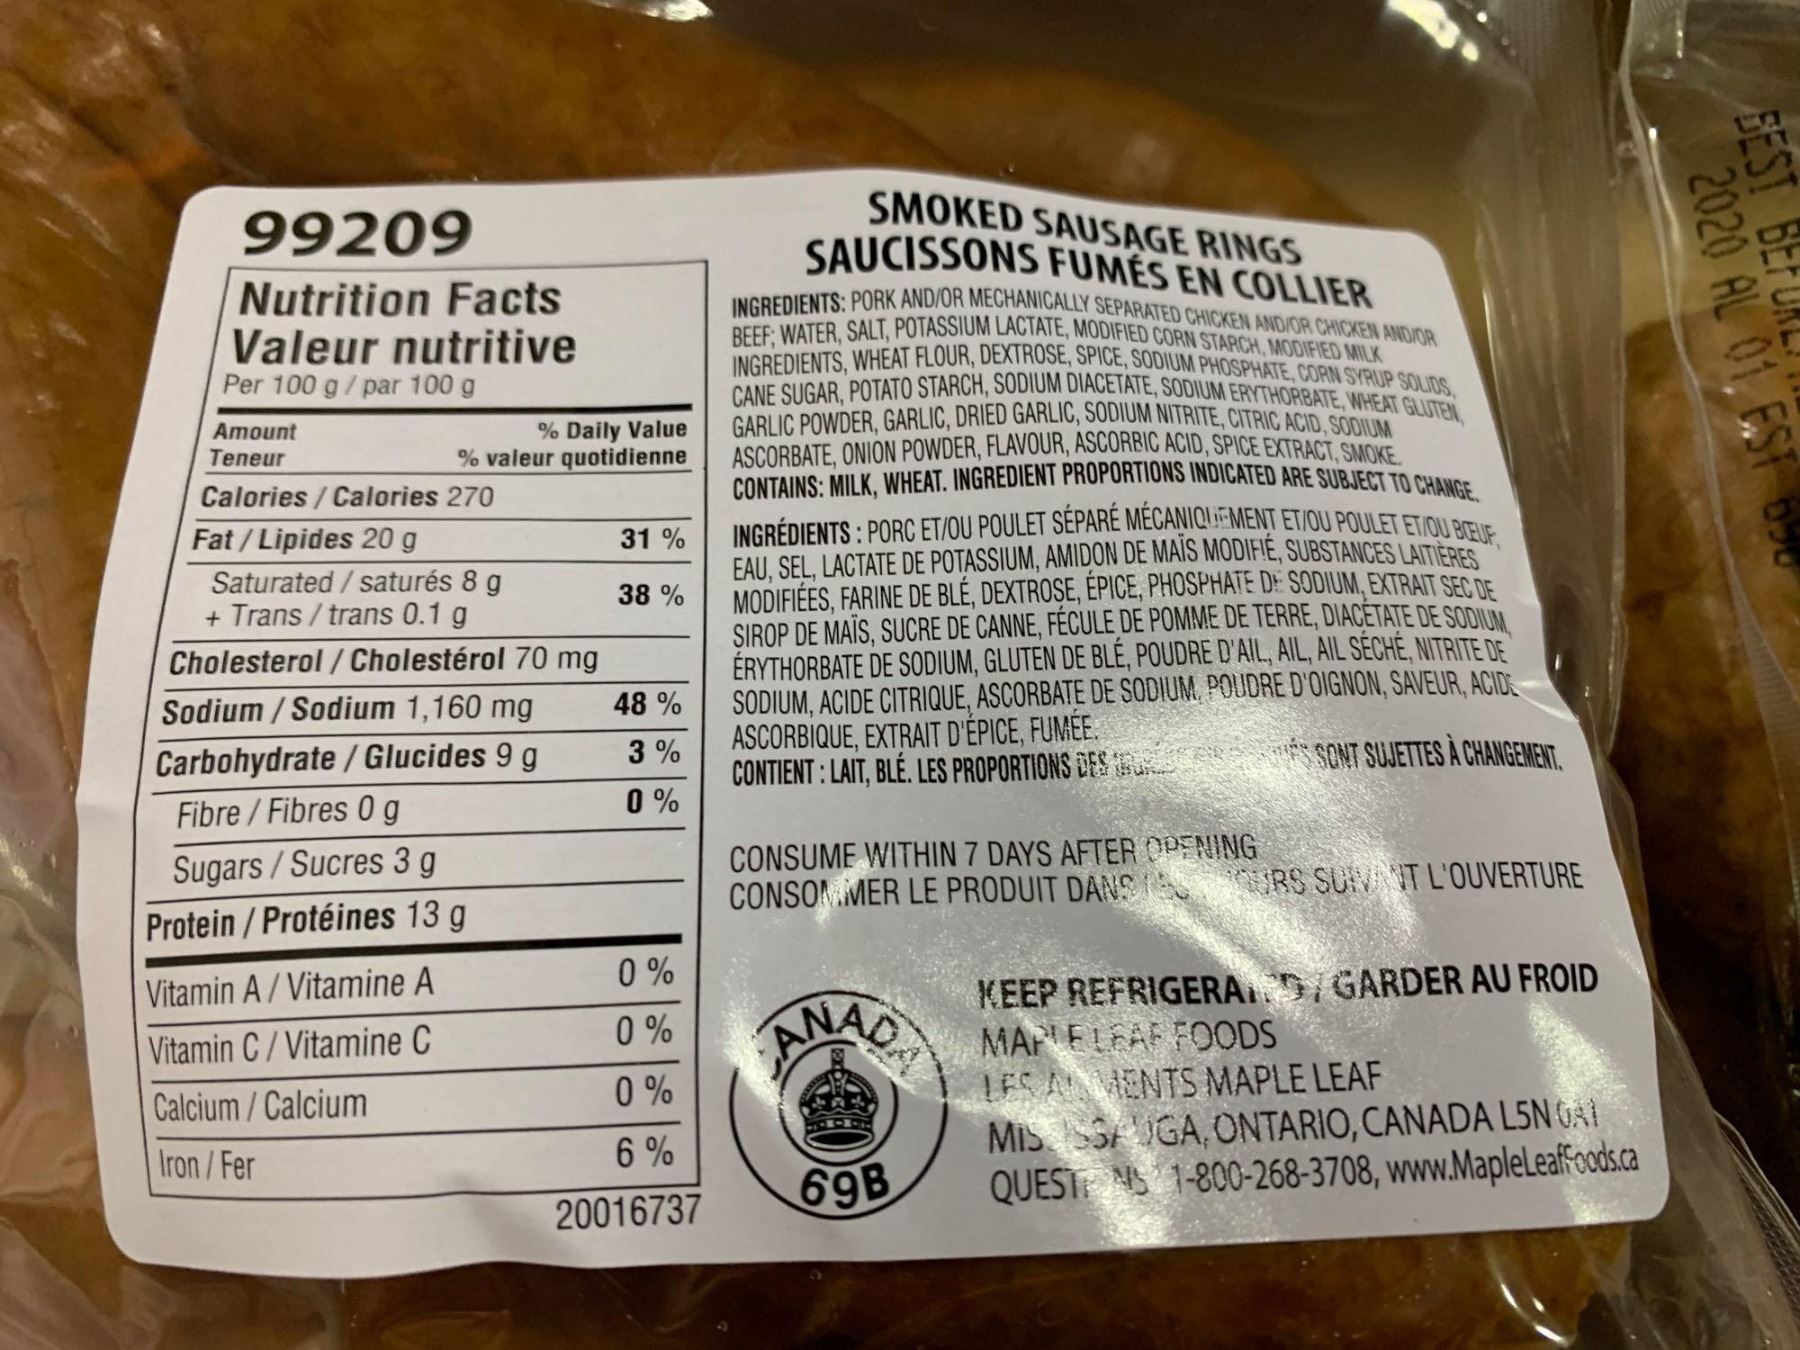 99209
Nutrition Facts
Valeur nutritive
Per 100 g / par 100 g
Amount % Daily Value
Teneur % valeur quotidienne
Calories / Calories 270
Fat / Lipides 20 g 31 %
Saturated / saturés 8 g
+ Trans / trans 0.1 g 38 %
Cholesterol / Cholestérol 70 mg
Sodium / Sodium 1,160 mg 48 %
Carbohydrate / Glucides 9 g 3 %
Fibre / Fibres 0 g 0 %
Sugars / Sucres 3 g
Protein / Protéines 13 g
Vitamin A / Vitamine A 0 %
Vitamin C / Vitamine C 0 %
Calcium / Calcium 0 %
Iron / Fer 6 %
20016737
SMOKED SAUSAGE RINGS
SAUCISSONS FUMÉS EN COLLIER
INGREDIENTS: PORK AND/OR MECHANICALLY SEPARATED CHICKEN AND/OR CHICKEN AND/OR
BEEF; WATER, SALT, POTASSIUM LACTATE, MODIFIED CORN STARCH, MODIFIED MILK
INGREDIENTS, WHEAT FLOUR, DEXTROSE, SPICE, SODIUM PHOSPHATE, CORN SYRUP SOLIDS,
CANE SUGAR, POTATO STARCH, SODIUM DIACETATE, SODIUM ERYTHORBATE, WHEAT GLUTEN,
GARLIC POWDER, GARLIC, DRIED GARLIC, SODIUM NITRITE, CITRIC ACID, SODIUM
ASCORBATE, ONION POWDER, FLAVOUR, ASCORBIC ACID, SPICE EXTRACT, SMOKE.
CONTAINS: MILK, WHEAT. INGREDIENT PROPORTIONS INDICATED ARE SUBJECT TO CHANGE.
INGRÉDIENTS : PORC ET/OU POULET SÉPARÉ MÉCANIQUEMENT ET/OU POULET ET/OU BŒUF,
EAU, SEL, LACTATE DE POTASSIUM, AMIDON DE MAÏS MODIFIÉ, SUBSTANCES LAITIÈRES
MODIFIÉES, FARINE DE BLÉ, DEXTROSE, ÉPICE, PHOSPHATE DE SODIUM, EXTRAIT SEC DE
SIROP DE MAÏS, SUCRE DE CANNE, FÉCULE DE POMME DE TERRE, DIACÉTATE DE SODIUM,
ÉRYTHORBATE DE SODIUM, GLUTEN DE BLÉ, POUDRE D'AIL, AIL, AIL SÉCHÉ, NITRITE DE
SODIUM, ACIDE CITRIQUE, ASCORBATE DE SODIUM, POUDRE D'OIGNON, SAVEUR, ACIDE
ASCORBIQUE, EXTRAIT D'ÉPICE, FUMÉE.
CONTIENT : LAIT, BLÉ. LES PROPORTIONS DES SONT SUJETTES À CHANGEMENT.
CONSUME WITHIN 7 DAYS AFTER OPENING
CONSOMMER LE PRODUIT DANS SUIVANT L'OUVERTURE
KEEP REFRIGERATED / GARDER AU FROID
MAPLE LEAF FOODS
LES ALIMENTS MAPLE LEAF
MISSISSAUGA, ONTARIO, CANADA L5N 0A1
QUESTIONS 1-800-268-3708, www.MapleLeafFoods.ca
CANADA
69B
BEST BEFORE
2020 AL 01 EST